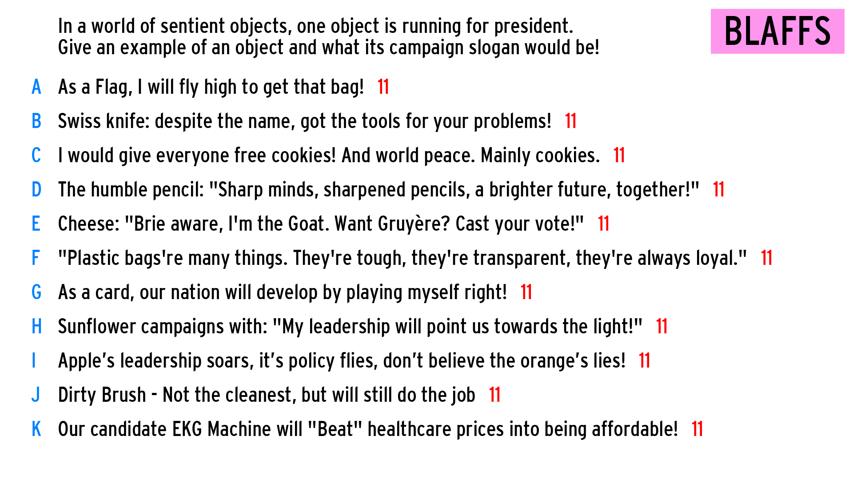 In a world of sentient objects, one object is running for president.
Give an example of an object and what its campaign slogan would be!
BLAFFS
A As a Flag, I will fly high to get that bag! 11
B Swiss knife: despite the name, got the tools for your problems! 11
C I would give everyone free cookies! And world peace. Mainly cookies. 11
D The humble pencil: "Sharp minds, sharpened pencils, a brighter future, together!" 11
E Cheese: "Brie aware, I'm the Goat. Want Gruyère? Cast your vote!" 11
F "Plastic bags're many things. They're tough, they're transparent, they're always loyal." 11
G As a card, our nation will develop by playing myself right! 11
H Sunflower campaigns with: "My leadership will point us towards the light!" 11
I Apple’s leadership soars, it’s policy flies, don’t believe the orange’s lies! 11
J Dirty Brush - Not the cleanest, but will still do the job 11
K Our candidate EKG Machine will "Beat" healthcare prices into being affordable! 11